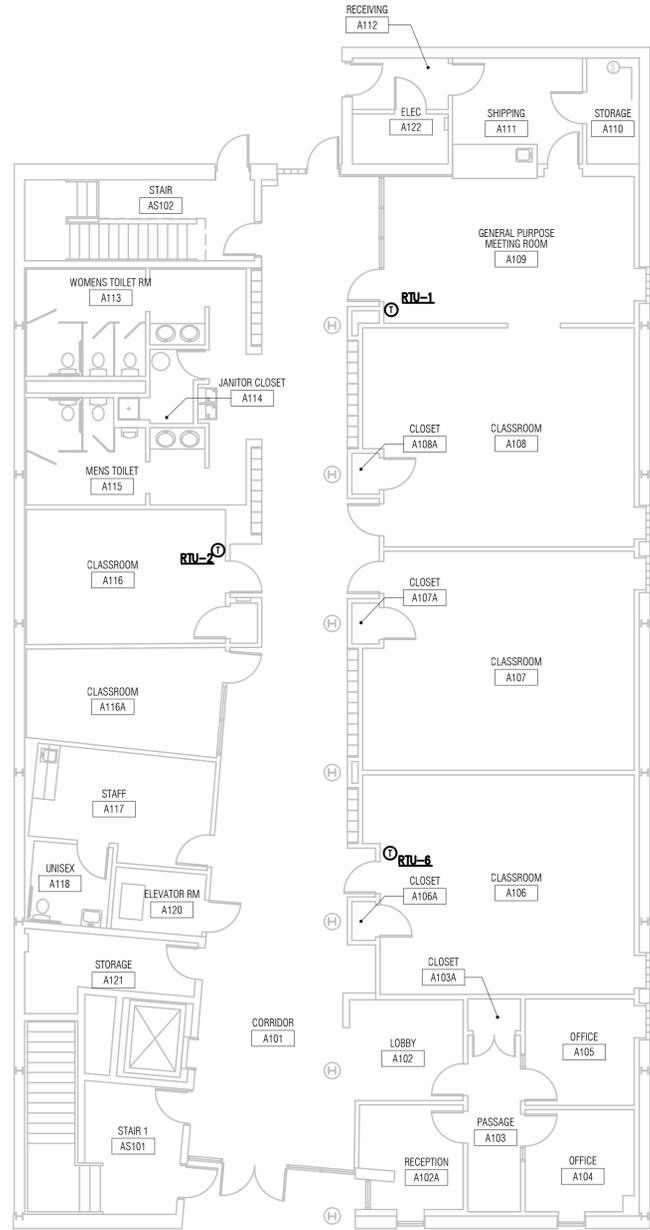 RECEIVING
A112
ELEC
A122
SHIPPING
A111
STORAGE
A110
STAIR
AS102
GENERAL PURPOSE
MEETING ROOM
A109
WOMENS TOILET RM
A113
RTU-1
T
H
JANITOR CLOSET
A114
CLOSET
A108A
CLASSROOM
A108
MENS TOILET
A115
H
RTU-2
T
CLASSROOM
A116
CLOSET
A107A
H
CLASSROOM
A107
CLASSROOM
A116A
H
STAFF
A117
T
RTU-6
UNISEX
A118
ELEVATOR RM
A120
CLOSET
A106A
CLASSROOM
A106
H
STORAGE
A121
CLOSET
A103A
CORRIDOR
A101
LOBBY
A102
OFFICE
A105
H
STAIR 1
AS101
PASSAGE
A103
RECEPTION
A102A
OFFICE
A104
H